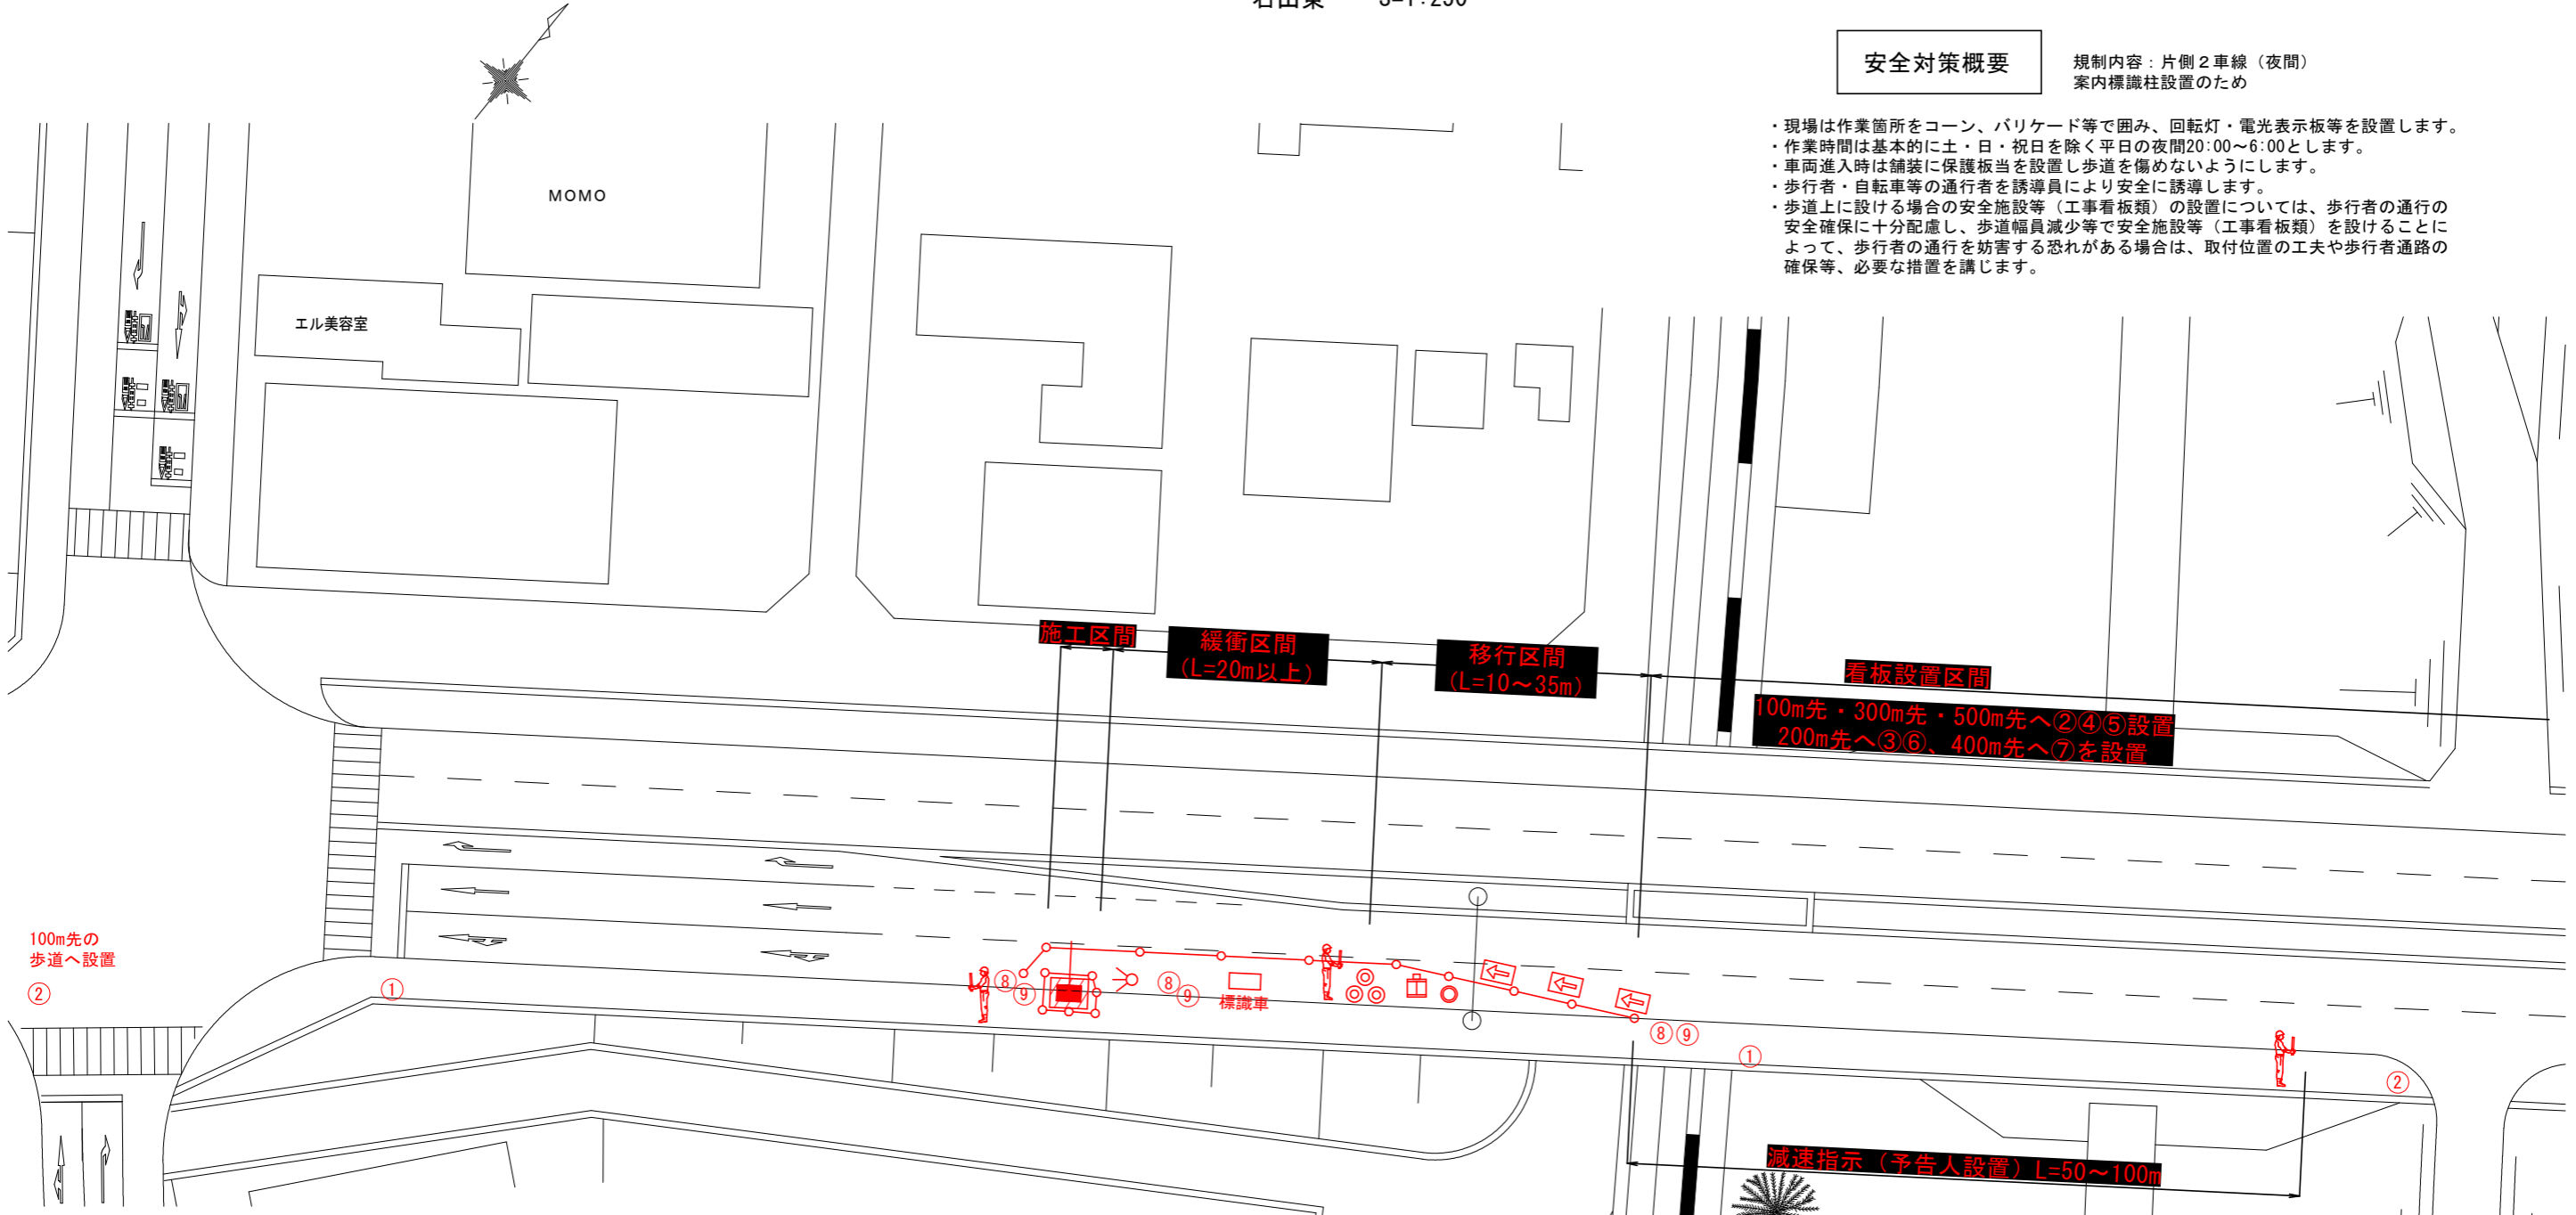 安全対策概要
規制内容：片側２車線（夜間）
案内標識柱設置のため
・現場は作業箇所をコーン、バリケード等で囲み、回転灯・電光表示板等を設置します。
・作業時間は基本的に土・日・祝日を除く平日の夜間20:00～6:00とします。
・車両進入時は舗装に保護板当を設置し歩道を傷めないようにします。
・歩行者・自転車等の通行者を誘導員により安全に誘導します。
・歩道上に設ける場合の安全施設等（工事看板類）の設置については、歩行者の通行の
安全確保に十分配慮し、歩道幅員減少等で安全施設等（工事看板類）を設けることに
よって、歩行者の通行を妨害する恐れがある場合は、取付位置の工夫や歩行者通路の
確保等、必要な措置を講じます。
MOMO
エル美容室
施工区間
緩衝区間
(L=20m以上)
移行区間
(L=10～35m)
看板設置区間
100m先・300m先・500m先へ②④⑤設置
200m先へ③⑥、400m先へ⑦を設置
100m先の
歩道へ設置
②
①
⑧
⑨
⑧
⑨
標識車
⑧⑨
①
②
減速指示（予告人設置）L=50～100m